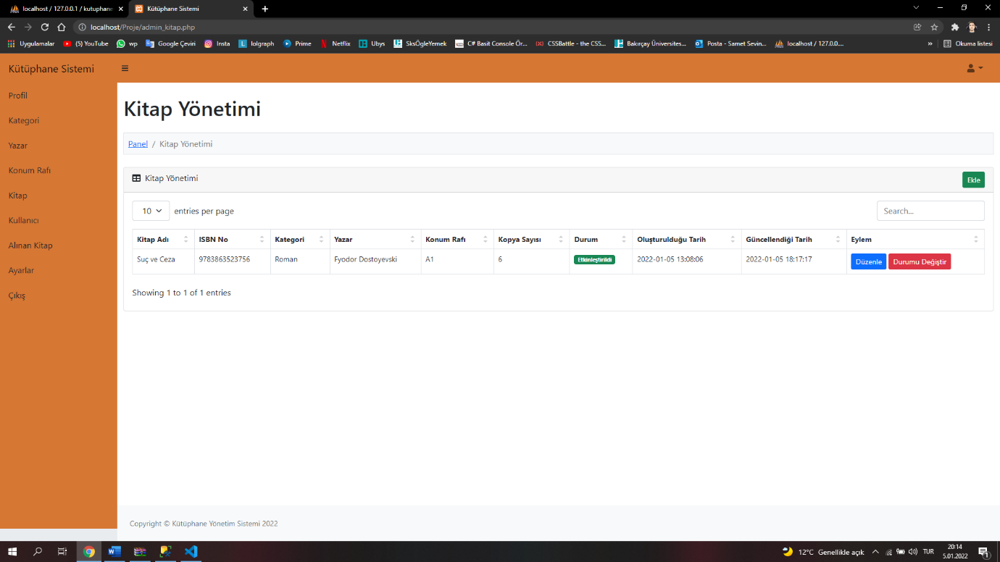 localhost / 127.0.0.1 / kutuphane
Kütüphane Sistemi
localhost/Proje/admin_kitap.php
Uygulamalar (5) YouTube wp Google Çeviri Insta lolgraph Prime Netflix Ubys SksÖgleYemek C# Basit Console Ör... CSSBattle - the CSS... Bakırçay Üniversites... Posta - Samet Sevin... localhost / 127.0.0.... » Okuma listesi
Kütüphane Sistemi
Profil
Kategori
Yazar
Konum Rafı
Kitap
Kullanıcı
Alınan Kitap
Ayarlar
Çıkış
Kitap Yönetimi
Panel / Kitap Yönetimi
Kitap Yönetimi Ekle
10 entries per page Search...
Kitap Adı ISBN No Kategori Yazar Konum Rafı Kopya Sayısı Durum Oluşturulduğu Tarih Güncellendiği Tarih Eylem
Suç ve Ceza 9783863523756 Roman Fyodor Dostoyevski A1 6 Etkinleştirildi 2022-01-05 13:08:06 2022-01-05 18:17:17 Düzenle Durumu Değiştir
Showing 1 to 1 of 1 entries
Copyright © Kütüphane Yönetim Sistemi 2022
12°C Genellikle açık TUR
20:14
5.01.2022
1